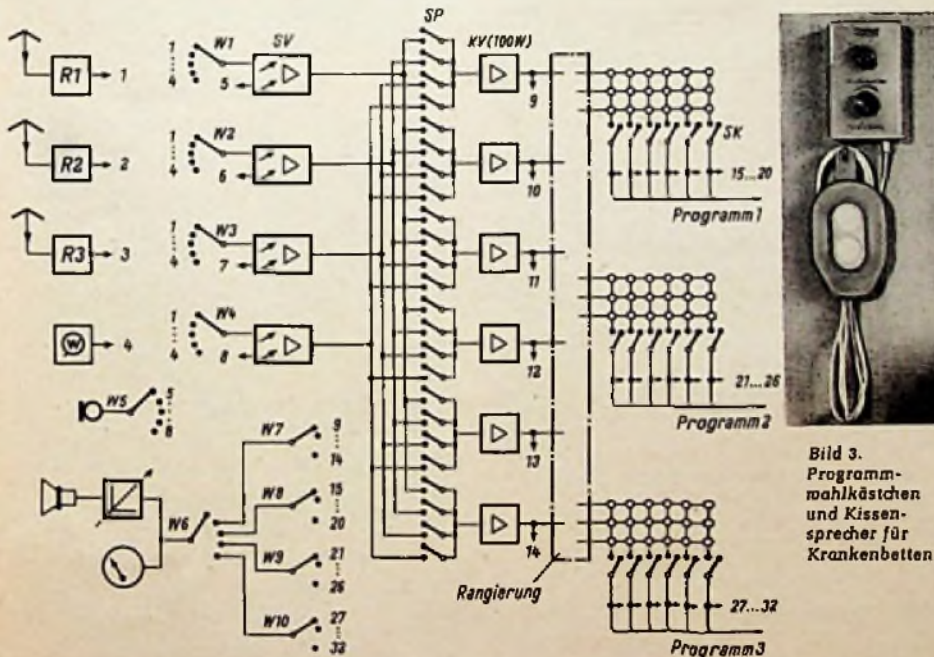 SP
R1
1
1
4
W1
5
SV
KV (100W)
9
SK
15...20
Programm 1
R2
2
1
4
W2
6
10
R3
3
1
4
W3
7
11
W
4
1
4
W4
8
12
21...26
Programm 2
W5
5
8
13
W7
9
14
W6
W8
15
20
W9
21
26
14
Rangierung
W10
27
32
27...32
Programm 3
Bild 3.
Programm-
wahlkästchen
und Kissen-
sprecher für
Krankenbetten